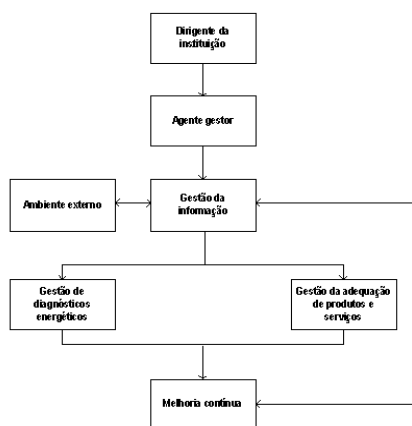 Dirigente da
instituição
Agente gestor
Ambiente externo
Gestão da
informação
Gestão de
diagnósticos
energéticos
Gestão da adequação
de produtos e
serviços
Melhoria contínua